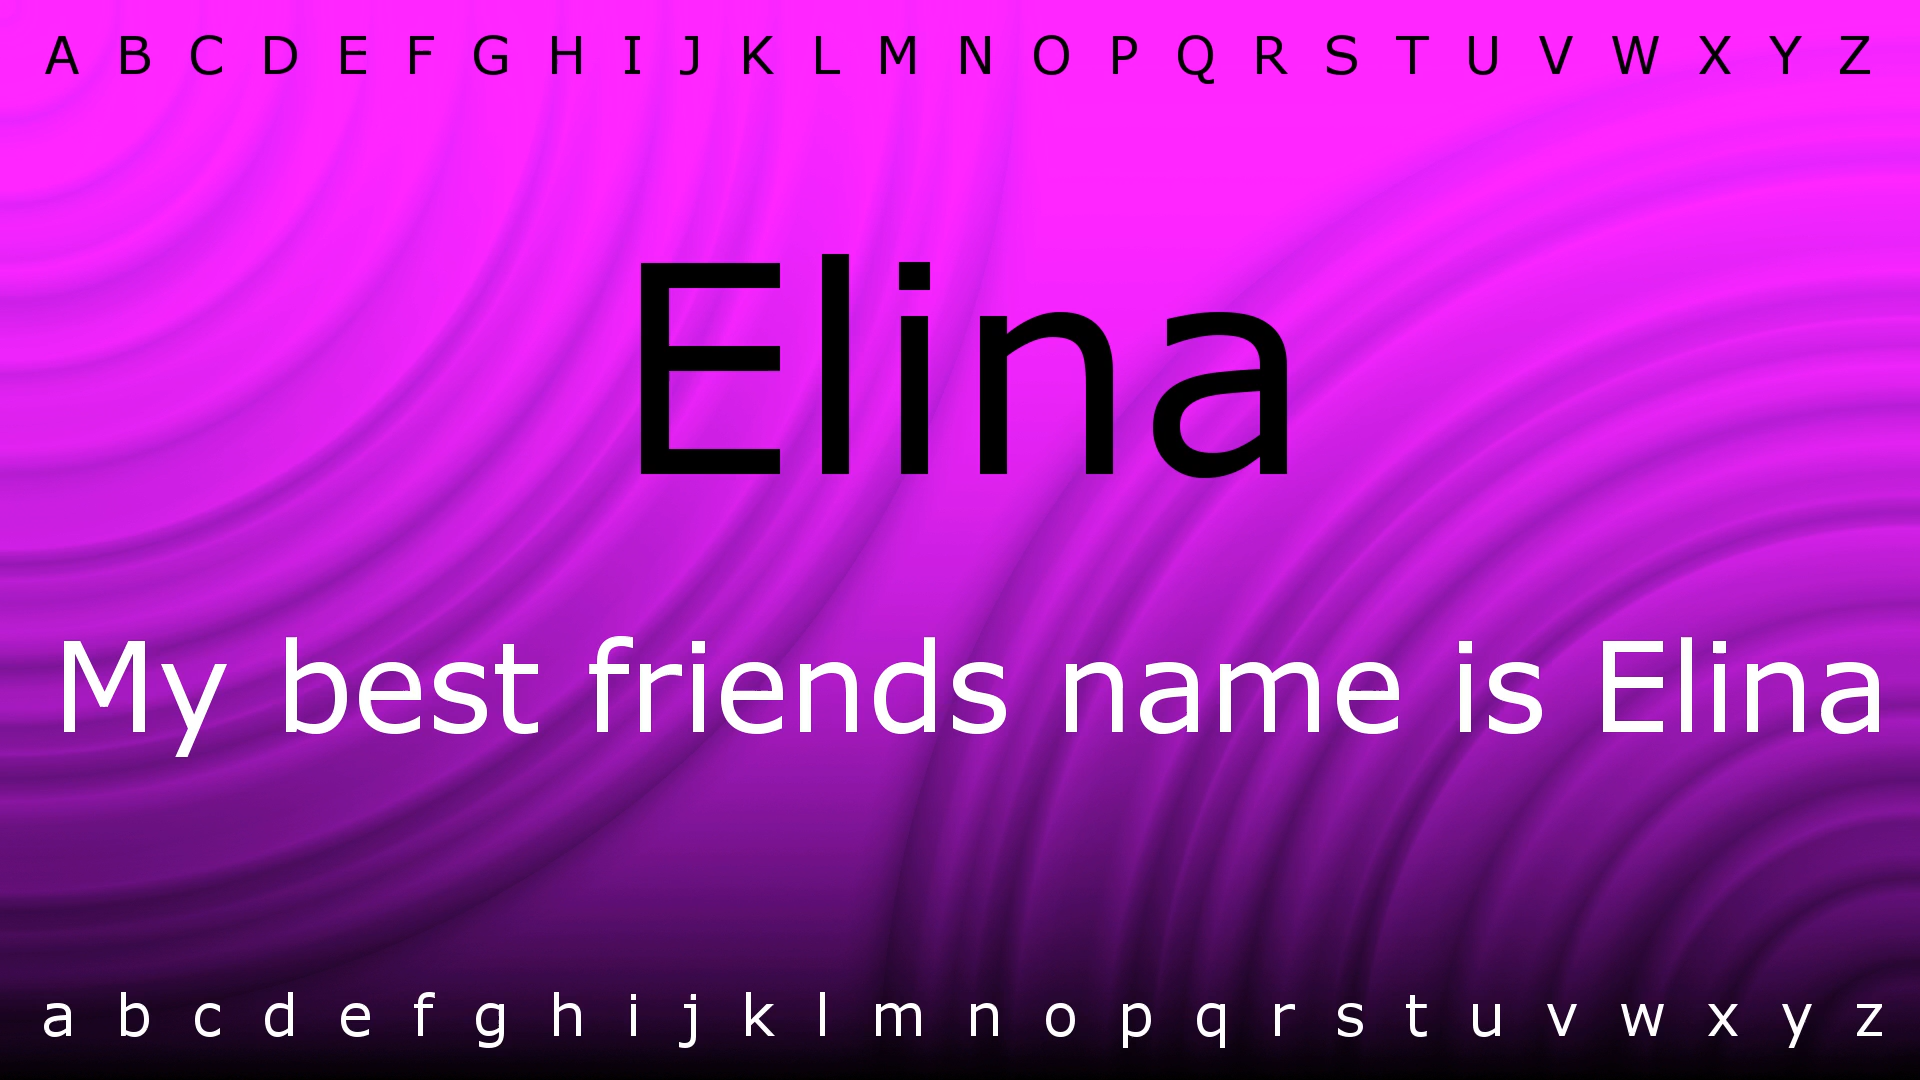 A B C D E F G H I J K L M N O P Q R S T U V W X Y Z
Elina
My best friends name is Elina
a b c d e f g h i j k l m n o p q r s t u v w x y z